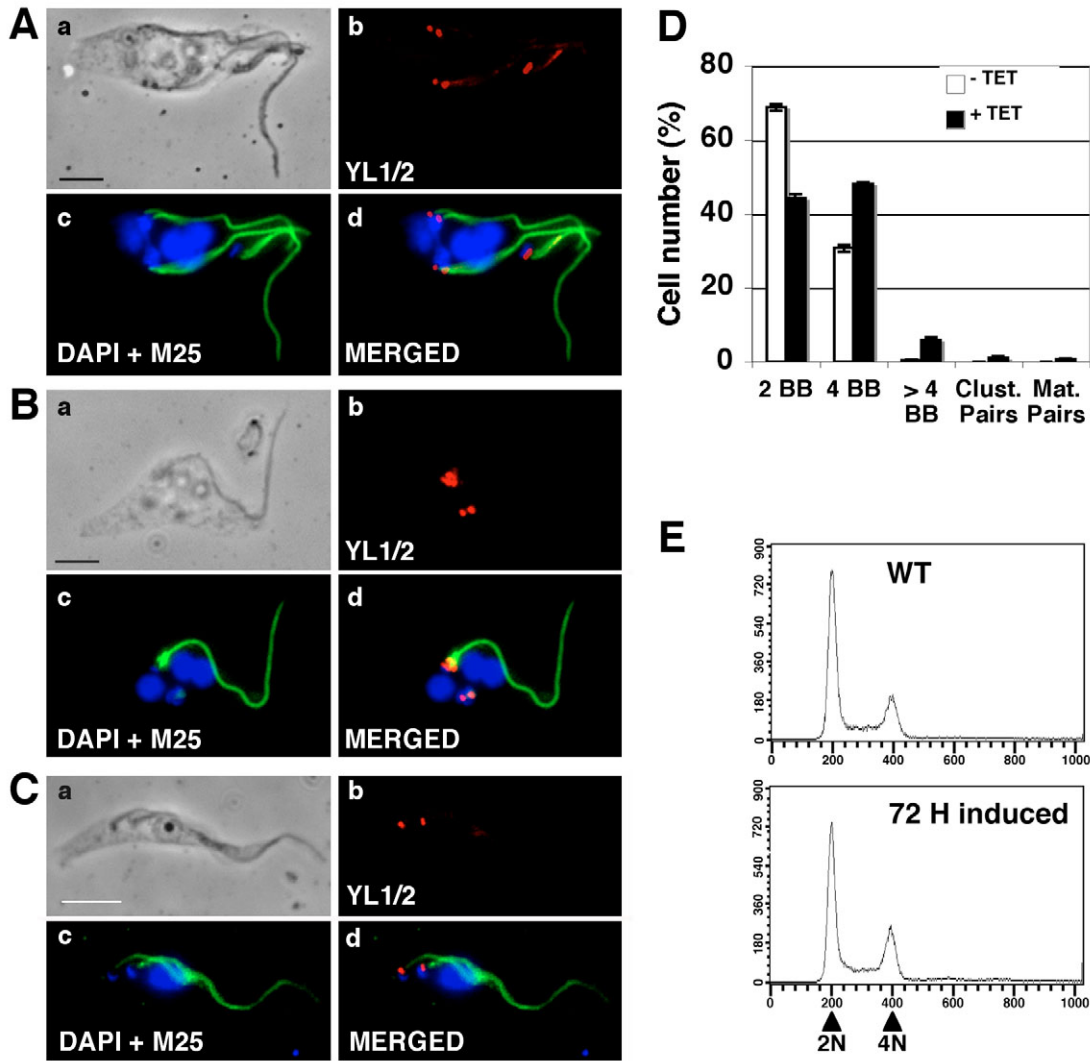 A
a
b
YL1/2
c
DAPI + M25
d
MERGED
B
a
b
YL1/2
c
DAPI + M25
d
MERGED
C
a
b
YL1/2
c
DAPI + M25
d
MERGED
D
- TET
+ TET
Cell number (%)
80
60
40
20
0
2 BB
4 BB
> 4 BB
Clust. Pairs
Mat. Pairs
E
WT
900
720
540
360
180
0
0 200 400 600 800 1000
72 H induced
900
720
540
360
180
0
0 200 400 600 800 1000
2N
4N